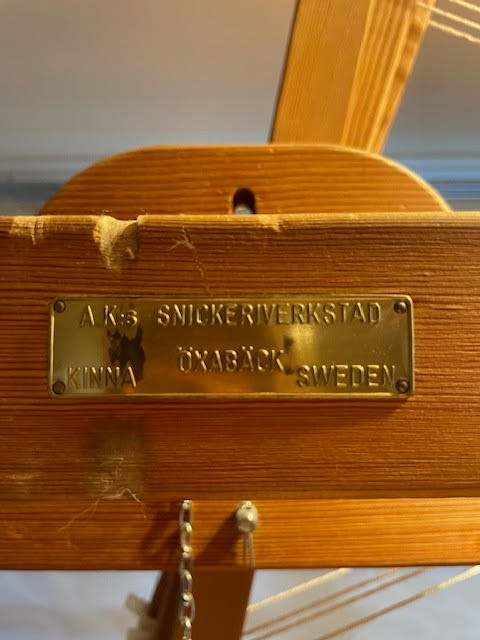 A.K:s SNICKERIVERKSTAD
ÖXABÄCK
KINNA SWEDEN